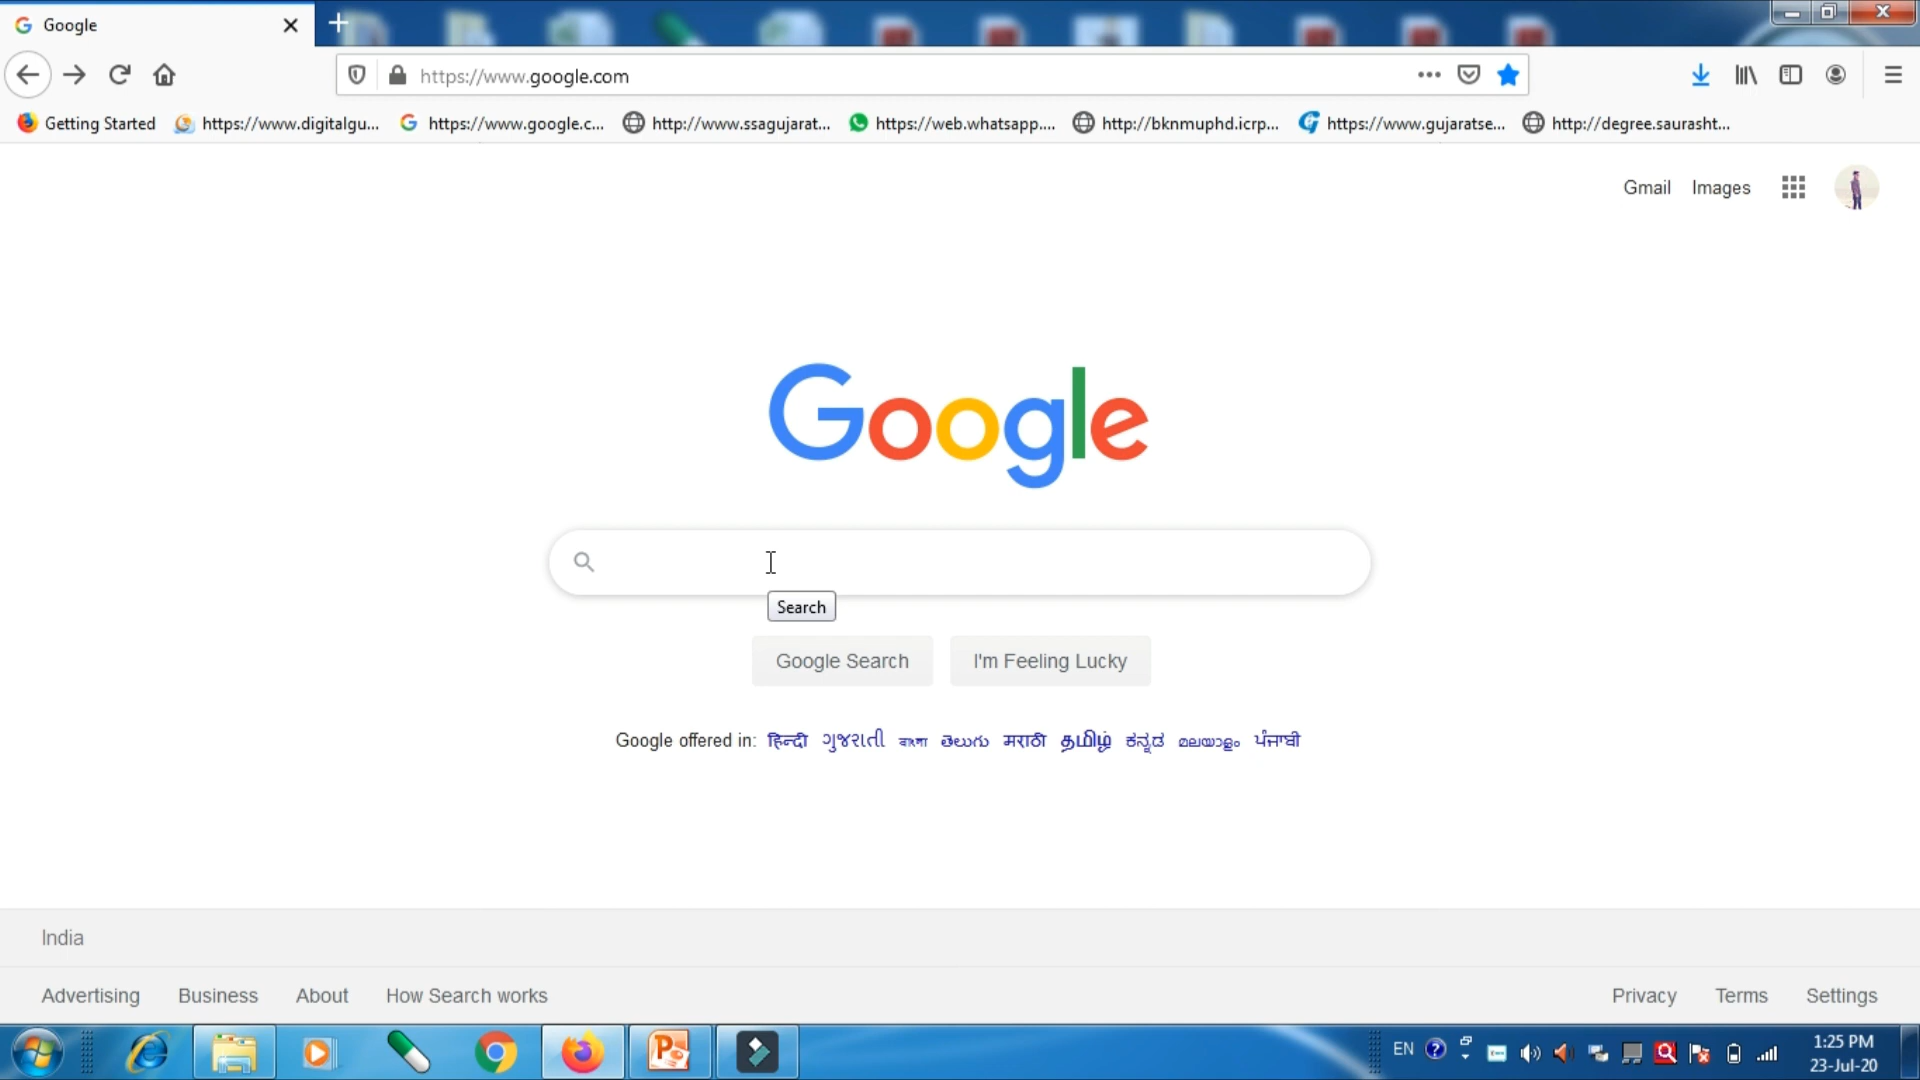 Google
https://www.google.com
Getting Started https://www.digitalgu... https://www.google.c... http://www.ssagujarat... https://web.whatsapp.... http://bknmuphd.icrp... https://www.gujaratse... http://degree.saurasht...
Gmail Images
Google
Search
Google Search I'm Feeling Lucky
Google offered in: हिन्दी ગુજરાતી বাংলা తెలుగు मराठी தமிழ் ಕನ್ನಡ മലയാളം ਪੰਜਾਬੀ
India
Advertising Business About How Search works Privacy Terms Settings
EN 1:25 PM
23-Jul-20